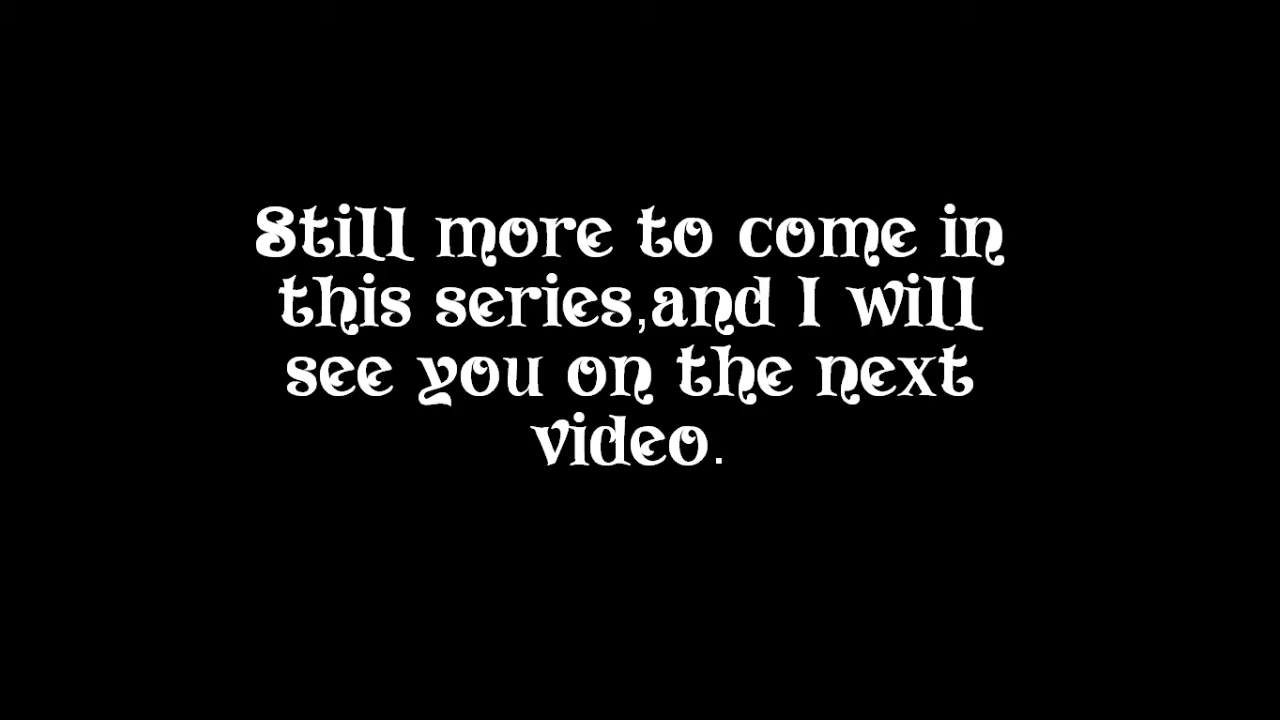 Still more to come in
this series,and I will
see you on the next
video.